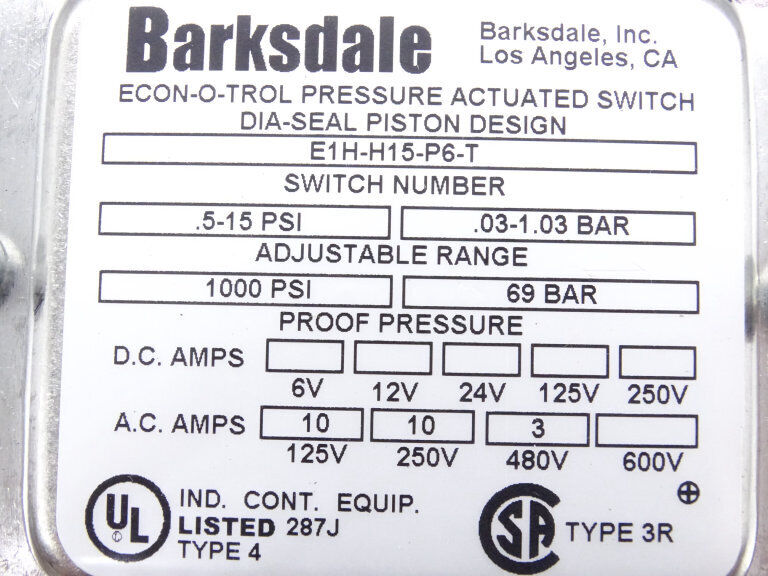 Barksdale
Barksdale, Inc.
Los Angeles, CA
ECON-O-TROL PRESSURE ACTUATED SWITCH
DIA-SEAL PISTON DESIGN
E1H-H15-P6-T
SWITCH NUMBER
.5-15 PSI .03-1.03 BAR
ADJUSTABLE RANGE
1000 PSI 69 BAR
PROOF PRESSURE
D.C. AMPS
6V 12V 24V 125V 250V
A.C. AMPS 10 10 3
125V 250V 480V 600V
UL
IND. CONT. EQUIP.
LISTED 287J
TYPE 4
SA TYPE 3R